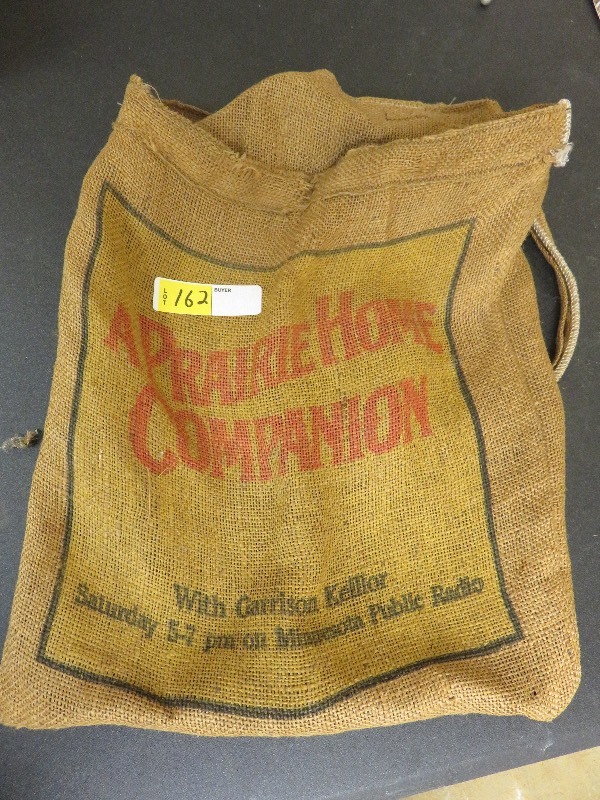 LOT 162 BUYER
A PRAIRIE HOME
COMPANION
With Garrison Keillor
Saturday 5-7 pm on Minnesota Public Radio